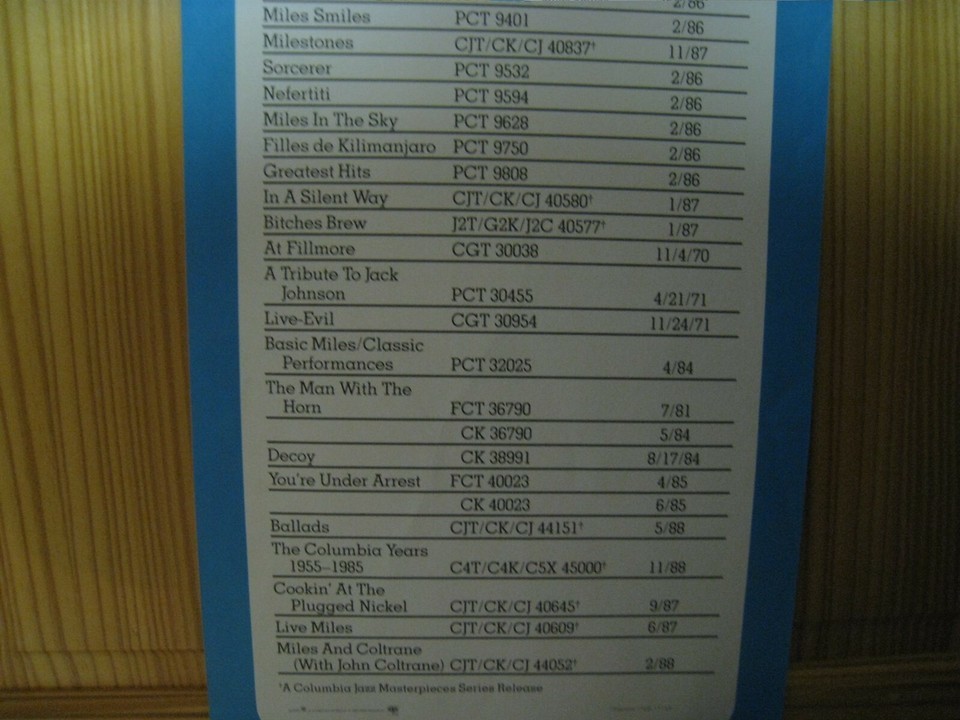 2/86
Miles Smiles PCT 9401 2/86
Milestones CJT/CK/CJ 40837† 11/87
Sorcerer PCT 9532 2/86
Nefertiti PCT 9594 2/86
Miles In The Sky PCT 9628 2/86
Filles de Kilimanjaro PCT 9750 2/86
Greatest Hits PCT 9808 2/86
In A Silent Way CJT/CK/CJ 40580† 1/87
Bitches Brew J2T/G2K/J2C 40577† 1/87
At Fillmore CGT 30038 11/4/70
A Tribute To Jack
Johnson PCT 30455 4/21/71
Live-Evil CGT 30954 11/24/71
Basic Miles/Classic
Performances PCT 32025 4/84
The Man With The
Horn FCT 36790 7/81
CK 36790 5/84
Decoy CK 38991 8/17/84
You're Under Arrest FCT 40023 4/85
CK 40023 6/85
Ballads CJT/CK/CJ 44151† 5/88
The Columbia Years
1955–1985 C4T/C4K/C5X 45000† 11/88
Cookin' At The
Plugged Nickel CJT/CK/CJ 40645† 9/87
Live Miles CJT/CK/CJ 40609† 6/87
Miles And Coltrane
(With John Coltrane) CJT/CK/CJ 44052† 2/88
†A Columbia Jazz Masterpieces Series Release